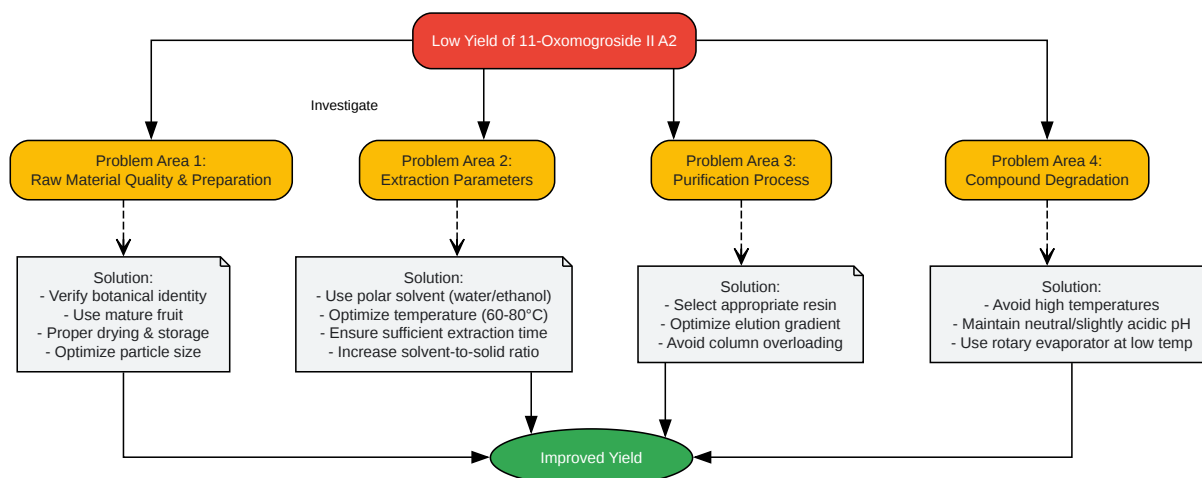 Low Yield of 11-Oxomogroside II A2
Investigate
Problem Area 1:
Raw Material Quality & Preparation
Problem Area 2:
Extraction Parameters
Problem Area 3:
Purification Process
Problem Area 4:
Compound Degradation
Solution:
- Verify botanical identity
- Use mature fruit
- Proper drying & storage
- Optimize particle size
Solution:
- Use polar solvent (water/ethanol)
- Optimize temperature (60-80°C)
- Ensure sufficient extraction time
- Increase solvent-to-solid ratio
Solution:
- Select appropriate resin
- Optimize elution gradient
- Avoid column overloading
Solution:
- Avoid high temperatures
- Maintain neutral/slightly acidic pH
- Use rotary evaporator at low temp
Improved Yield